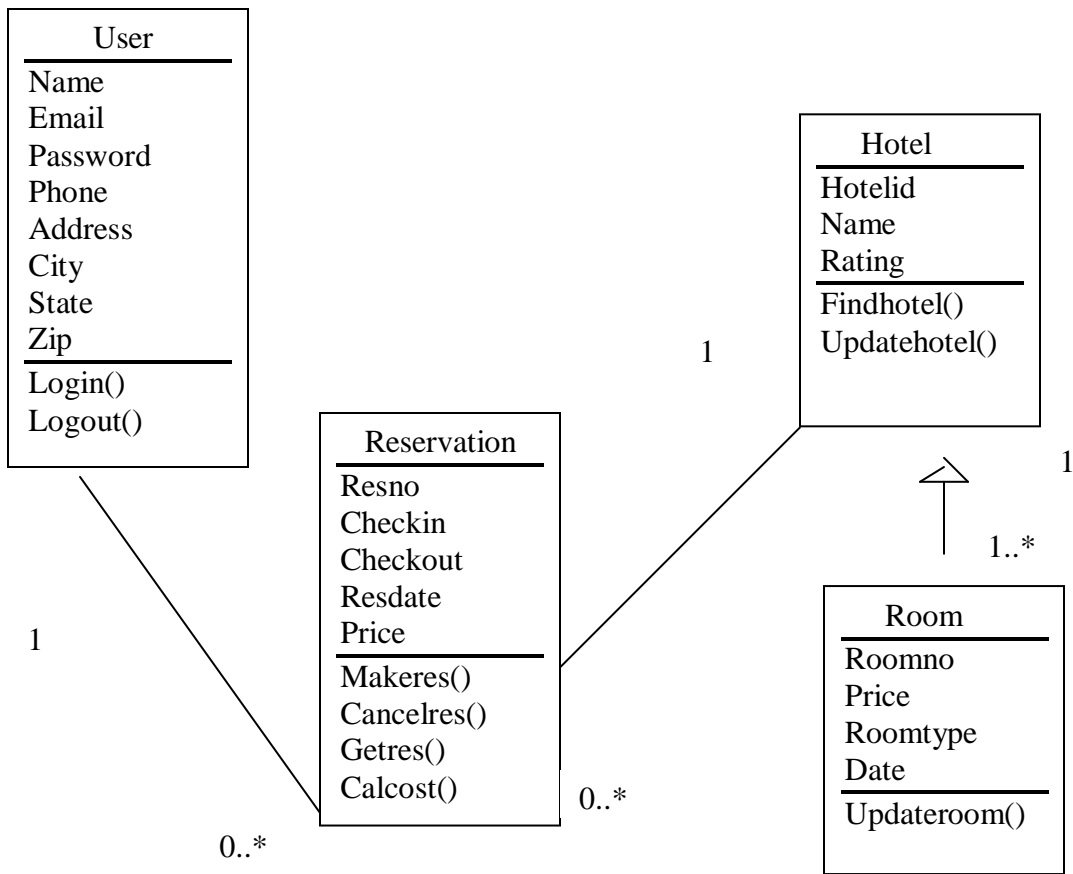 User
Name
Email
Password
Phone
Address
City
State
Zip
Login()
Logout()
1
0..*
Reservation
Resno
Checkin
Checkout
Resdate
Price
Makeres()
Cancelres()
Getres()
Calcost()
0..*
1
Hotel
Hotelid
Name
Rating
Findhotel()
Updatehotel()
1
1..*
Room
Roomno
Price
Roomtype
Date
Updateroom()